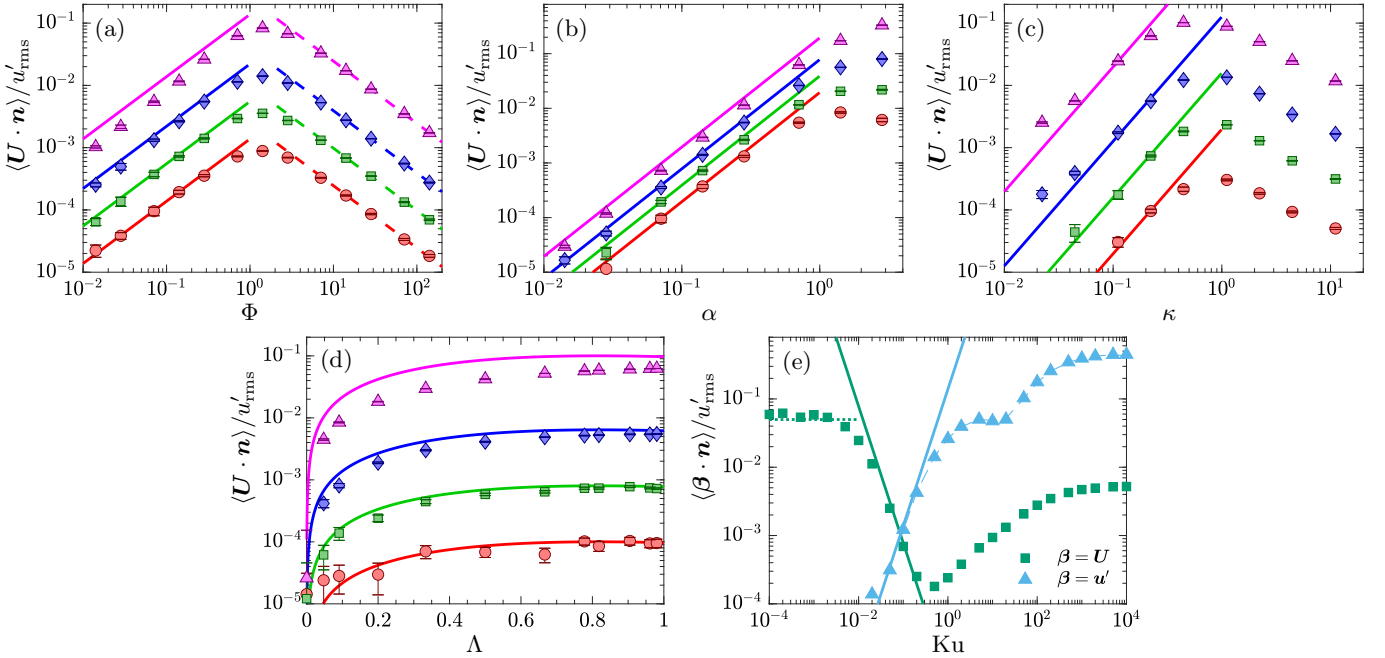 (a)
⟨U · n⟩/u′rms
10⁻¹
10⁻²
10⁻³
10⁻⁴
10⁻⁵
10⁻² 10⁻¹ 10⁰ 10¹ 10²
Φ
(b)
⟨U · n⟩/u′rms
10⁰
10⁻¹
10⁻²
10⁻³
10⁻⁴
10⁻⁵
10⁻² 10⁻¹ 10⁰
α
(c)
⟨U · n⟩/u′rms
10⁻¹
10⁻²
10⁻³
10⁻⁴
10⁻⁵
10⁻² 10⁻¹ 10⁰ 10¹
κ
(d)
⟨U · n⟩/u′rms
10⁻¹
10⁻²
10⁻³
10⁻⁴
10⁻⁵
0 0.2 0.4 0.6 0.8 1
Λ
(e)
⟨β · n⟩/u′rms
10⁰
10⁻¹
10⁻²
10⁻³
10⁻⁴
10⁻⁴ 10⁻² 10⁰ 10² 10⁴
Ku
β = U
β = u′